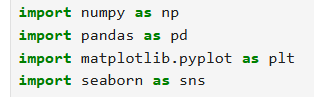 import numpy as np
import pandas as pd
import matplotlib.pyplot as plt
import seaborn as sns